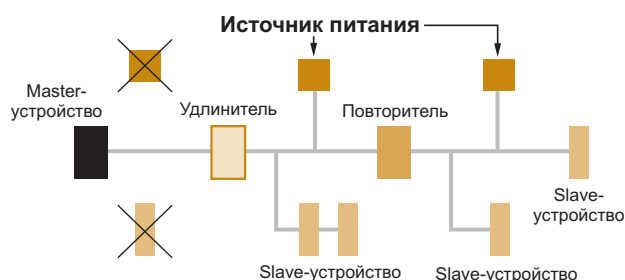 Источник питания
Master-
устройство
Удлинитель
Повторитель
Slave-
устройство
Slave-устройство
Slave-устройство